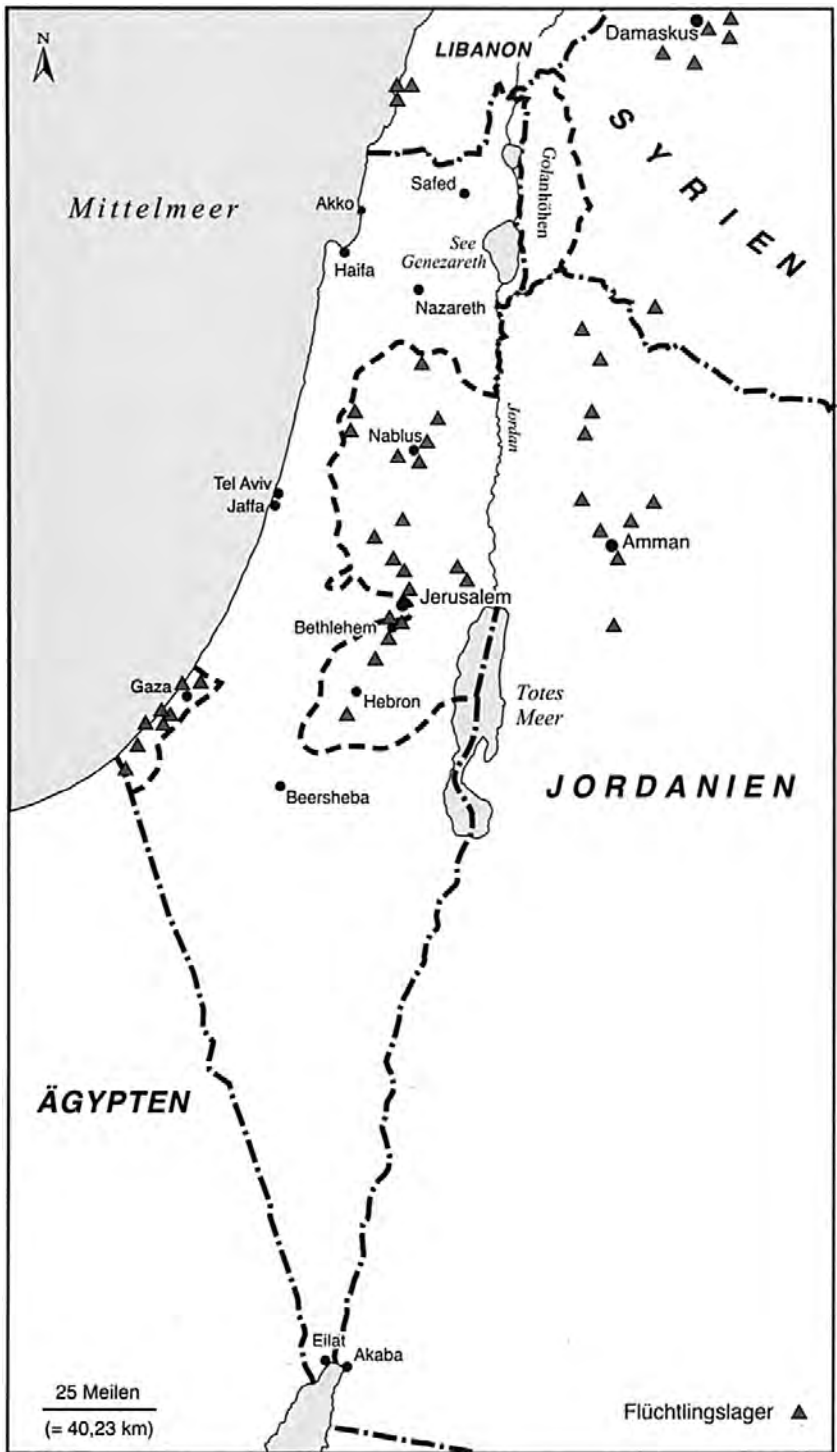 N
LIBANON
Damaskus
SYRIEN
Golanhöhen
Safed
Mittelmeer
Akko
See
Genezareth
Haifa
Nazareth
Jordan
Nablus
Tel Aviv
Jaffa
Amman
Jerusalem
Bethlehem
Gaza
Hebron
Totes
Meer
Beersheba
JORDANIEN
ÄGYPTEN
Eilat
Akaba
25 Meilen
(= 40,23 km)
Flüchtlingslager